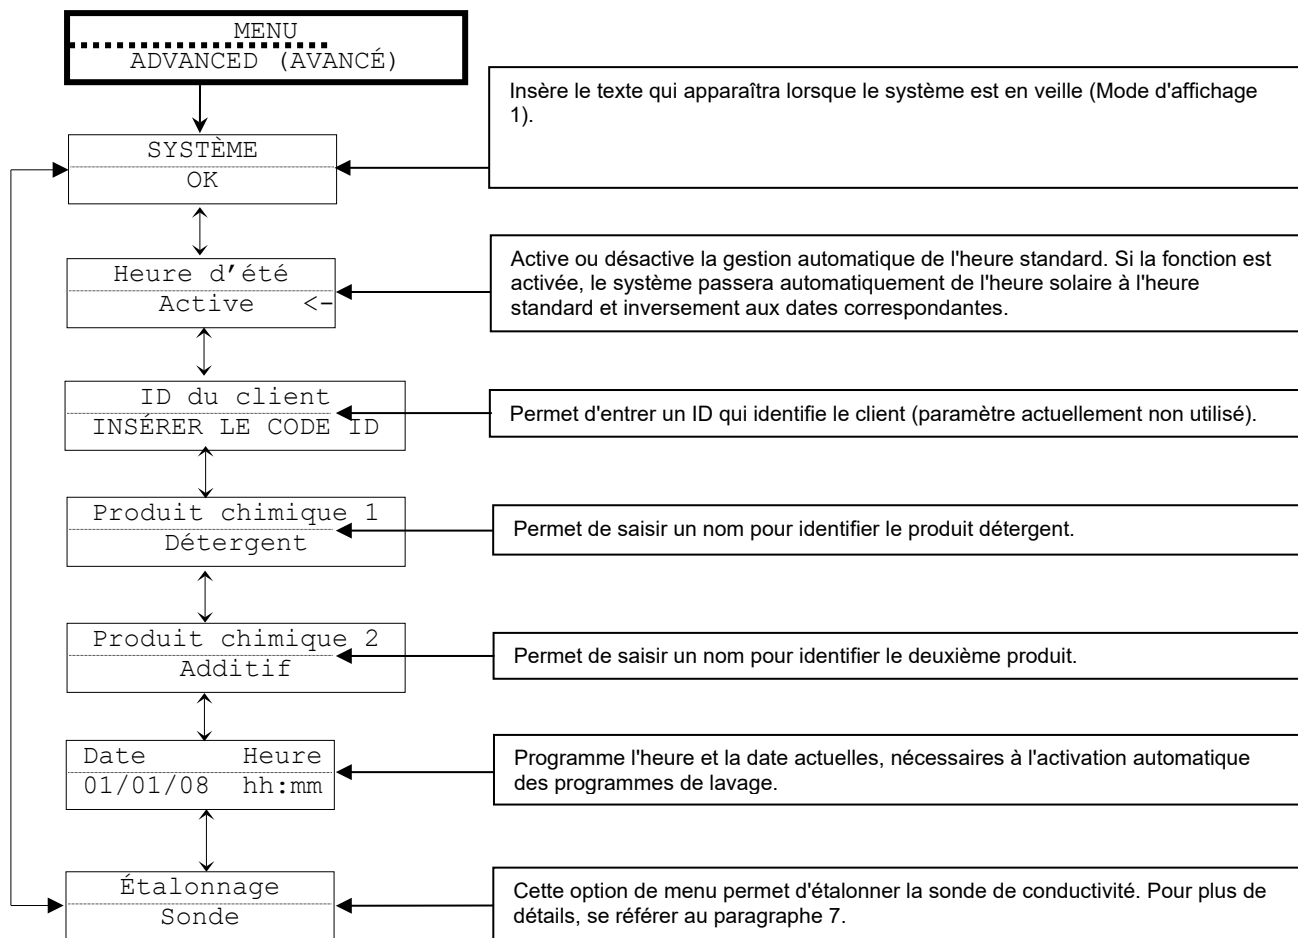 MENU
ADVANCED (AVANCÉ)
Insère le texte qui apparaîtra lorsque le système est en veille (Mode d'affichage
1).
SYSTÈME
OK
Heure d’été
Active <-
Active ou désactive la gestion automatique de l'heure standard. Si la fonction est
activée, le système passera automatiquement de l'heure solaire à l'heure
standard et inversement aux dates correspondantes.
ID du client
INSÉRER LE CODE ID
Permet d'entrer un ID qui identifie le client (paramètre actuellement non utilisé).
Produit chimique 1
Détergent
Permet de saisir un nom pour identifier le produit détergent.
Produit chimique 2
Additif
Permet de saisir un nom pour identifier le deuxième produit.
Date Heure
01/01/08 hh:mm
Programme l'heure et la date actuelles, nécessaires à l'activation automatique
des programmes de lavage.
Étalonnage
Sonde
Cette option de menu permet d'étalonner la sonde de conductivité. Pour plus de
détails, se référer au paragraphe 7.